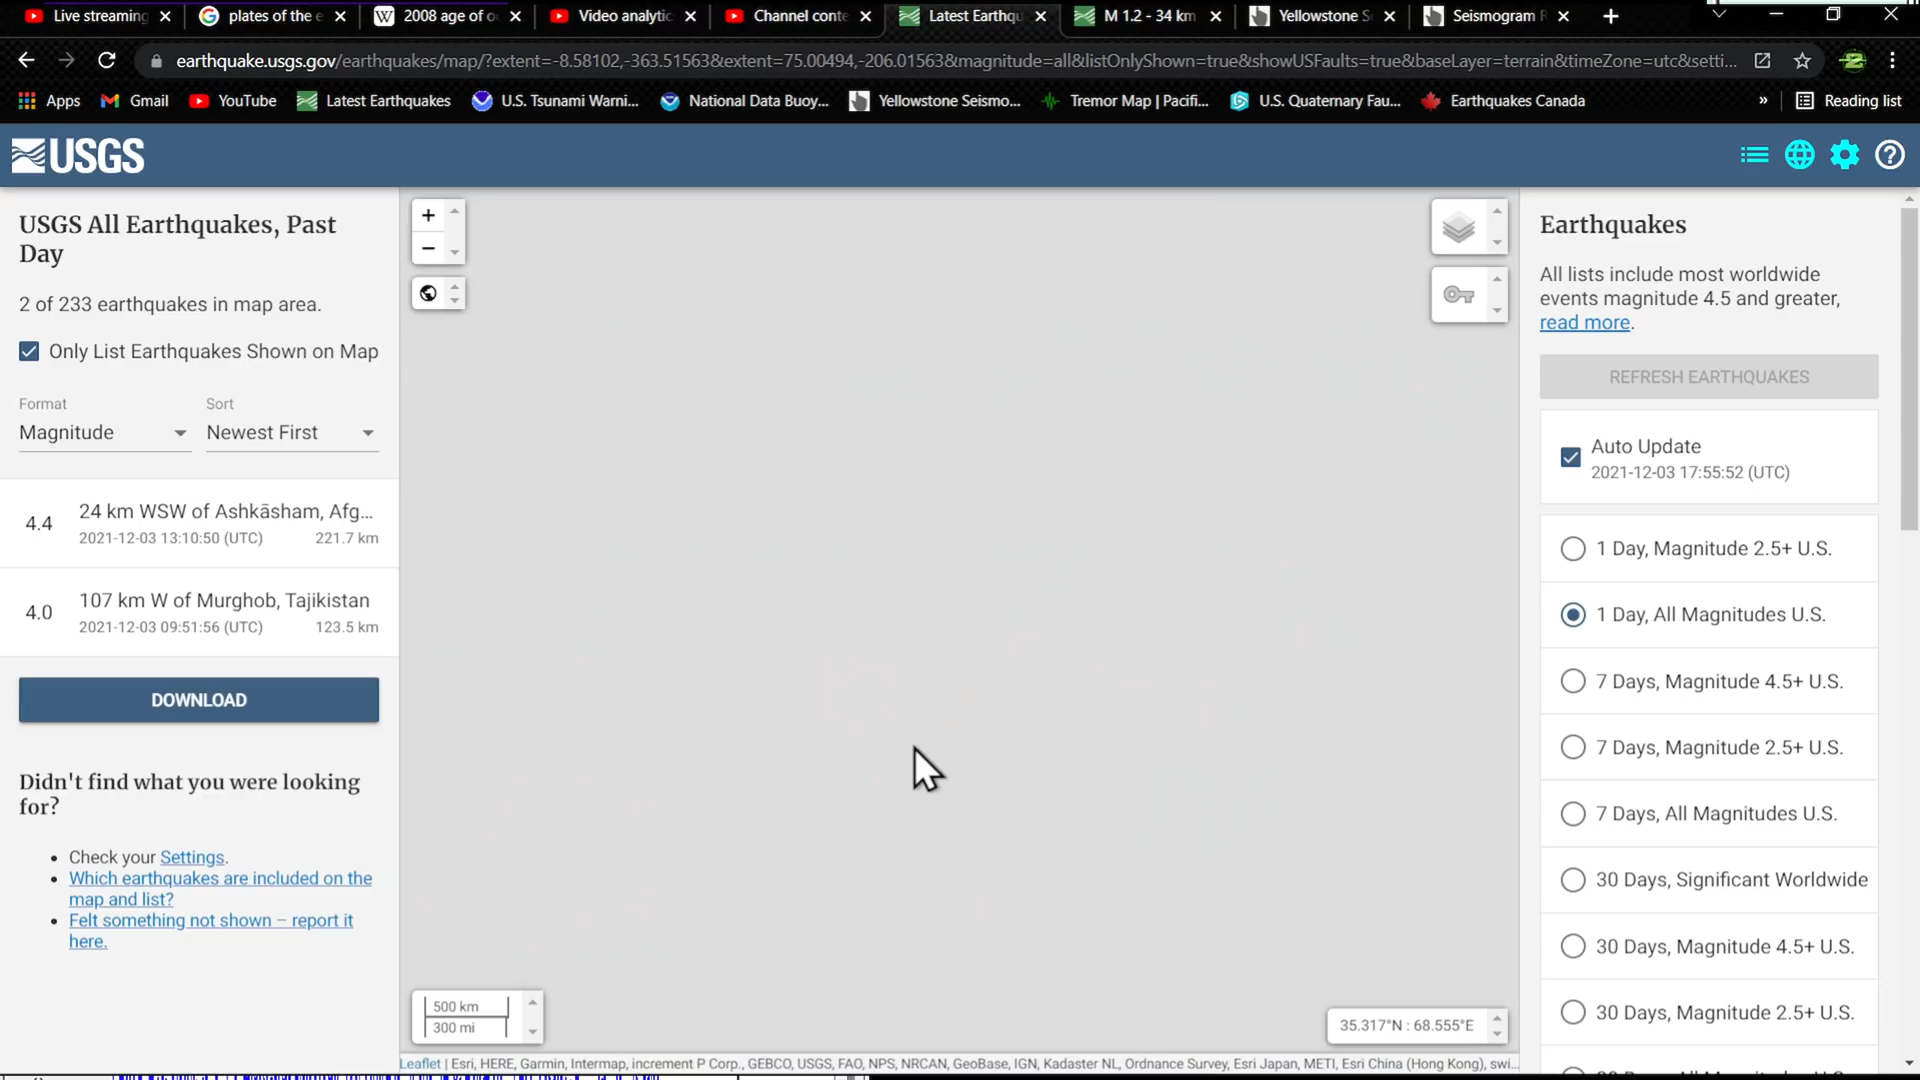 Live streaming
plates of the e
2008 age of o
Video analytic
Channel conte
Latest Earthqu
M 1.2 - 34 km
Yellowstone S
Seismogram R
earthquake.usgs.gov/earthquakes/map/?extent=-8.58102,-363.51563&extent=75.00494,-206.01563&magnitude=all&listOnlyShown=true&showUSFaults=true&baseLayer=terrain&timeZone=utc&setti...
Apps
Gmail
YouTube
Latest Earthquakes
U.S. Tsunami Warni...
National Data Buoy...
Yellowstone Seismo...
Tremor Map | Pacifi...
U.S. Quaternary Fau...
Earthquakes Canada
»
Reading list
USGS
USGS All Earthquakes, Past
Day
2 of 233 earthquakes in map area.
Only List Earthquakes Shown on Map
Format
Sort
Magnitude
Newest First
4.4
24 km WSW of Ashkāsham, Afg...
2021-12-03 13:10:50 (UTC)
221.7 km
4.0
107 km W of Murghob, Tajikistan
2021-12-03 09:51:56 (UTC)
123.5 km
DOWNLOAD
Didn't find what you were looking
for?
Check your Settings.
Which earthquakes are included on the
map and list?
Felt something not shown – report it
here.
+
−
500 km
300 mi
35.317°N : 68.555°E
Leaflet | Esri, HERE, Garmin, Intermap, increment P Corp., GEBCO, USGS, FAO, NPS, NRCAN, GeoBase, IGN, Kadaster NL, Ordnance Survey, Esri Japan, METI, Esri China (Hong Kong), swi...
Earthquakes
All lists include most worldwide
events magnitude 4.5 and greater,
read more.
REFRESH EARTHQUAKES
Auto Update
2021-12-03 17:55:52 (UTC)
1 Day, Magnitude 2.5+ U.S.
1 Day, All Magnitudes U.S.
7 Days, Magnitude 4.5+ U.S.
7 Days, Magnitude 2.5+ U.S.
7 Days, All Magnitudes U.S.
30 Days, Significant Worldwide
30 Days, Magnitude 4.5+ U.S.
30 Days, Magnitude 2.5+ U.S.